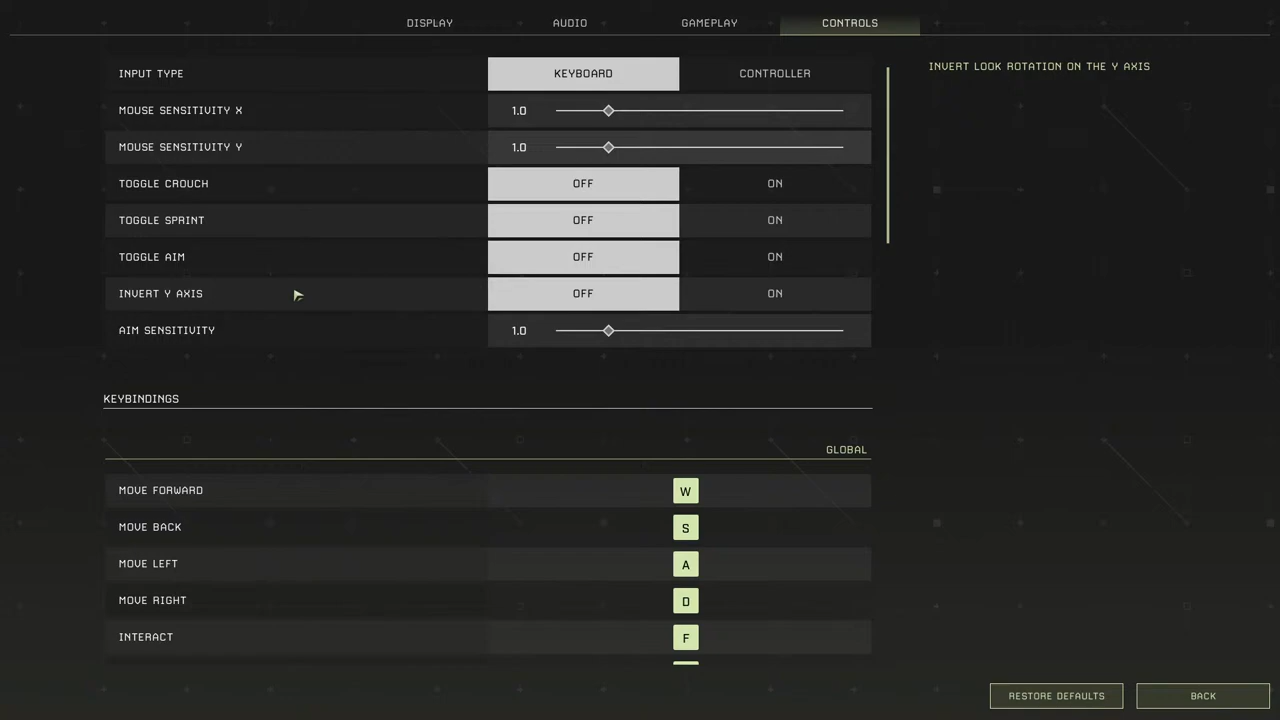 DISPLAY AUDIO GAMEPLAY CONTROLS
INPUT TYPE KEYBOARD CONTROLLER
INVERT LOOK ROTATION ON THE Y AXIS
MOUSE SENSITIVITY X 1.0
MOUSE SENSITIVITY Y 1.0
TOGGLE CROUCH OFF ON
TOGGLE SPRINT OFF ON
TOGGLE AIM OFF ON
INVERT Y AXIS OFF ON
AIM SENSITIVITY 1.0
KEYBINDINGS
GLOBAL
MOVE FORWARD W
MOVE BACK S
MOVE LEFT A
MOVE RIGHT D
INTERACT F
RESTORE DEFAULTS BACK